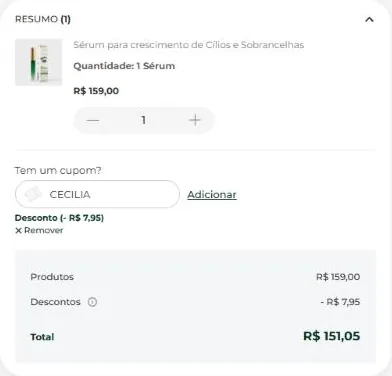 RESUMO (1)
Sérum para crescimento de Cílios e Sobrancelhas
Quantidade: 1 Sérum
R$ 159,00
1
Tem um cupom?
CECILIA
Adicionar
Desconto (- R$ 7,95)
× Remover
Produtos R$ 159,00
Descontos - R$ 7,95
Total R$ 151,05